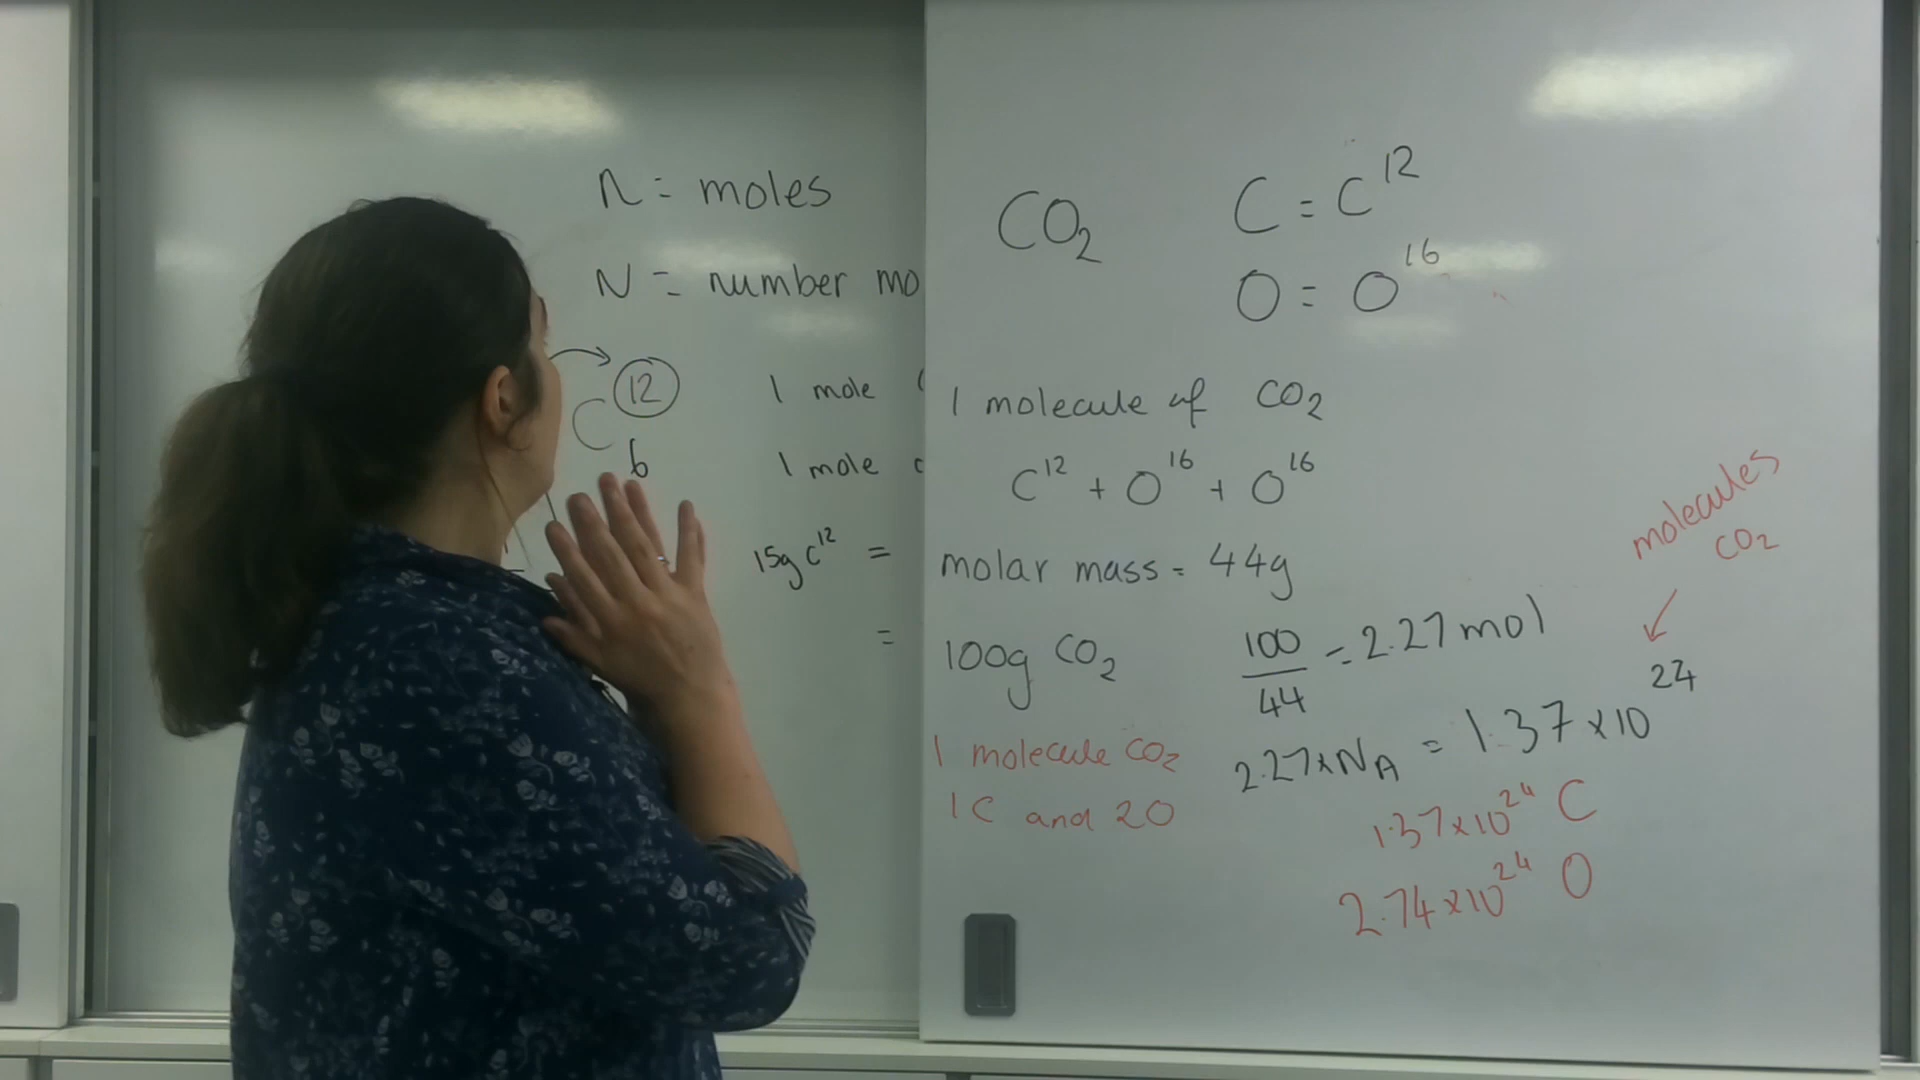 n = moles
N = number mo
C 12 6
1 mole
1 mole
15g C12 =
=
CO2
C = C12
O = O16
1 molecule of CO2
C12 + O16 + O16
molar mass = 44g
100g CO2 100/44 = 2.27 mol
molecules CO2
2.27 x NA = 1.37 x 10 24
1 molecule CO2
1C and 2O
1.37 x 10 24 C
2.74 x 10 24 O